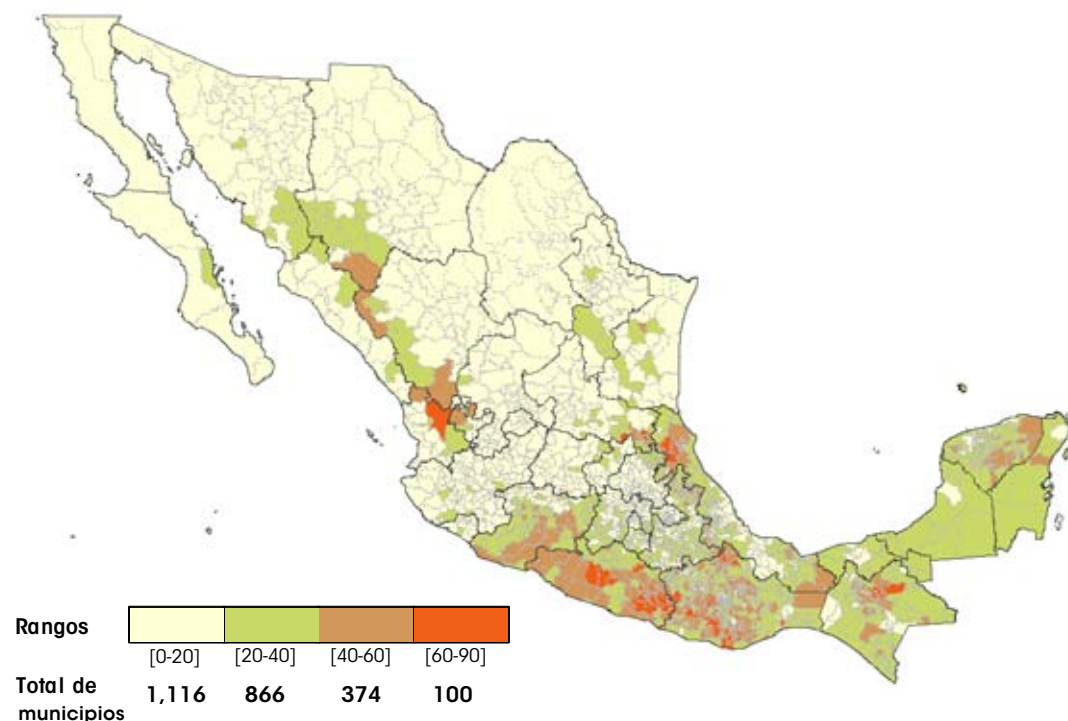 Rangos
[0-20] [20-40] [40-60] [60-90]
Total de
municipios
1,116 866 374 100